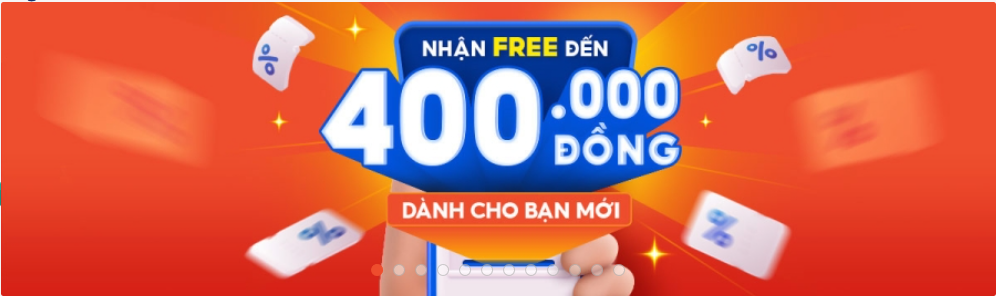 NHẬN FREE ĐẾN
400.000
ĐỒNG
DÀNH CHO BẠN MỚI